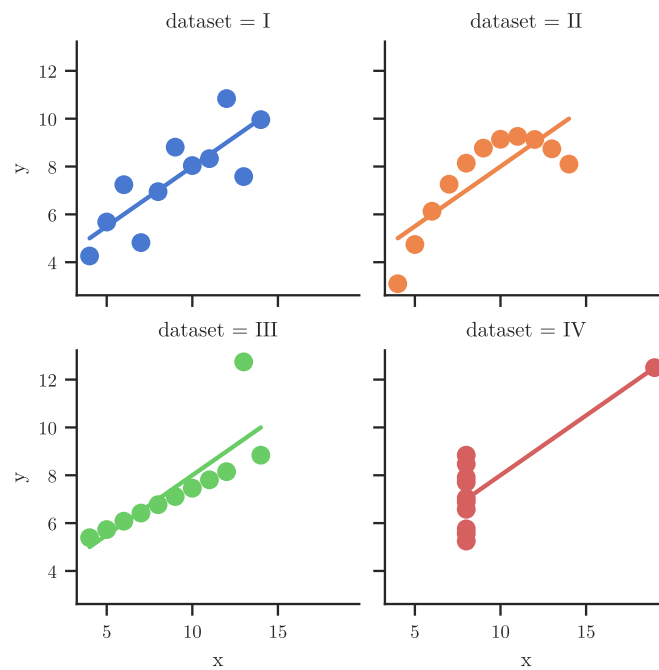 dataset = I
dataset = II
12
10
8
6
4
y
dataset = III
dataset = IV
12
10
8
6
4
y
5
10
15
5
10
15
x
x